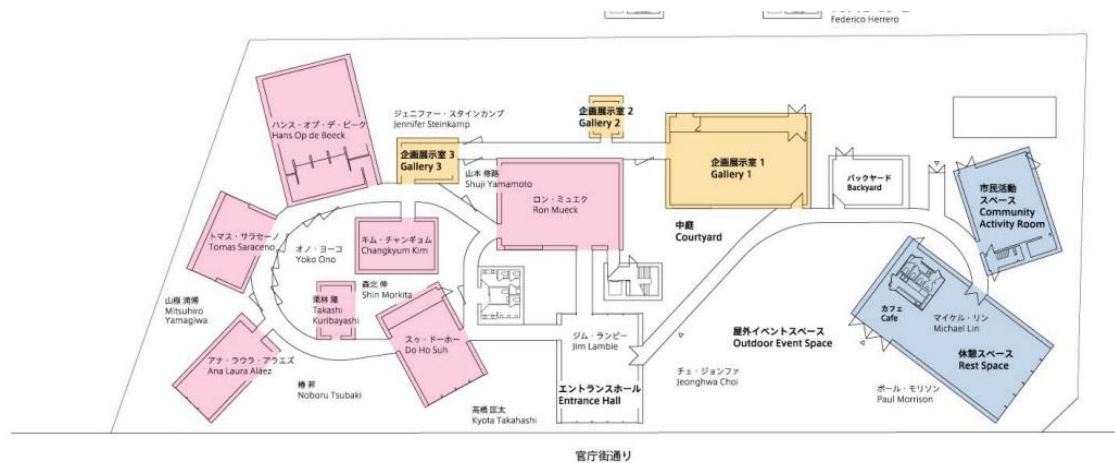 Federico Herrero
ハンス・オプ・デ・ビーク
Hans Op de Beeck
ジェニファー・スタインカンプ
Jennifer Steinkamp
企画展示室 2
Gallery 2
企画展示室 3
Gallery 3
山本 修路
Shuji Yamamoto
ロン・ミュエク
Ron Mueck
企画展示室 1
Gallery 1
バックヤード
Backyard
市民活動
スペース
Community
Activity Room
中庭
Courtyard
トマス・サラセーノ
Tomas Saraceno
オノ・ヨーコ
Yoko Ono
キム・チャンギョム
Changkyum Kim
森北 伸
Shin Morkita
山極 満博
Mitsuhiro
Yamagiwa
栗林 隆
Takashi
Kuribayashi
スゥ・ドーホー
Do Ho Suh
アナ・ラウラ・アラエズ
Ana Laura Aláez
椿 昇
Noboru Tsubaki
高橋 匡太
Kyota Takahashi
ジム・ランビー
Jim Lambie
エントランスホール
Entrance Hall
チェ・ジョンファ
Jeonghwa Choi
屋外イベントスペース
Outdoor Event Space
カフェ
Cafe
マイケル・リン
Michael Lin
休憩スペース
Rest Space
ポール・モリソン
Paul Morrison
官庁街通り